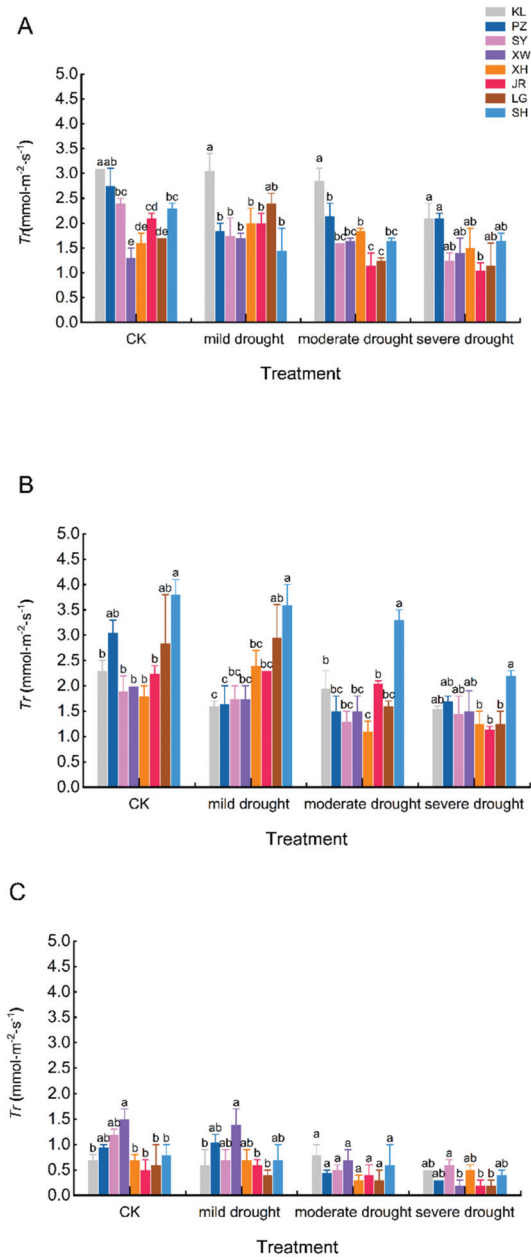 A
KL
PZ
SY
XW
XH
JR
LG
SH
Tr(mmol·m⁻²·s⁻¹)
5.0
4.5
4.0
3.5
3.0
2.5
2.0
1.5
1.0
0.5
0.0
a ab bc e de cd de bc
a b b b b b ab b
a b bc bc b c c bc
a a ab ab ab b ab ab
CK mild drought moderate drought severe drought
Treatment
B
Tr (mmol·m⁻²·s⁻¹)
5.0
4.5
4.0
3.5
3.0
2.5
2.0
1.5
1.0
0.5
0.0
b ab b b b b ab a
c c bc bc bc bc ab a
b bc bc bc c b bc a
ab ab ab ab b b b a
CK mild drought moderate drought severe drought
Treatment
C
Tr (mmol·m⁻²·s⁻¹)
5.0
4.5
4.0
3.5
3.0
2.5
2.0
1.5
1.0
0.5
0.0
b ab ab a b b b b
b ab ab a ab b b ab
a a a a a a a a
ab ab a b ab b b ab
CK mild drought moderate drought severe drought
Treatment